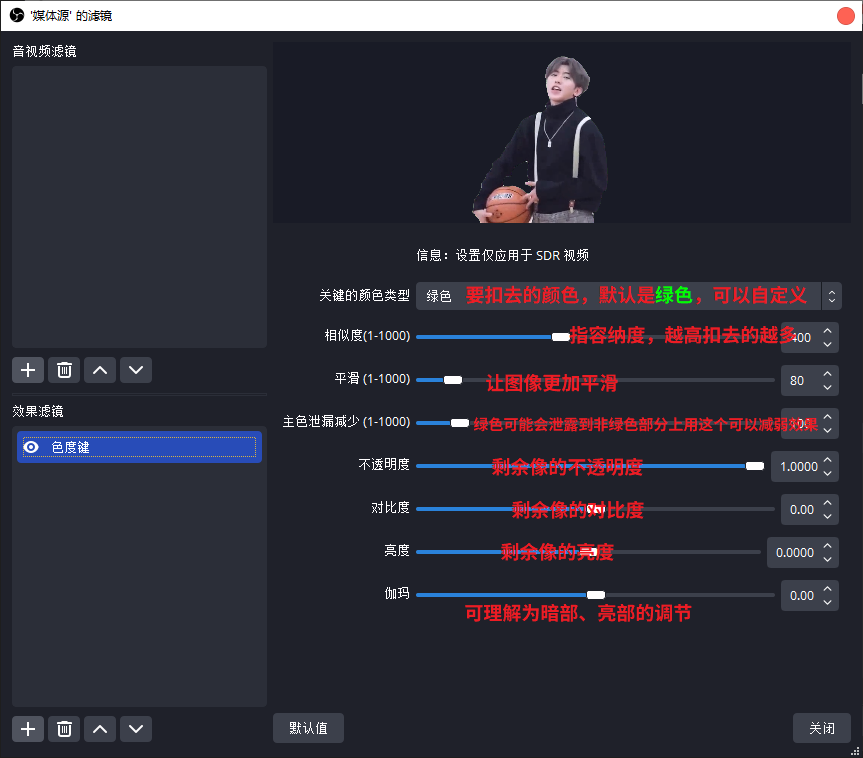 '媒体源' 的滤镜
音视频滤镜
信息：设置仅应用于 SDR 视频
关键的颜色类型 绿色 要扣去的颜色，默认是绿色，可以自定义
相似度(1-1000) 指容纳度，越高扣去的越多 400
平滑 (1-1000) 让图像更加平滑 80
效果滤镜
主色泄漏减少 (1-1000) 绿色可能会泄露到非绿色部分上用这个可以减弱效果
色度键
不透明度 剩余像的不透明度 1.0000
对比度 剩余像的对比度 0.00
亮度 剩余像的亮度 0.0000
伽玛 0.00
可理解为暗部、亮部的调节
默认值 关闭